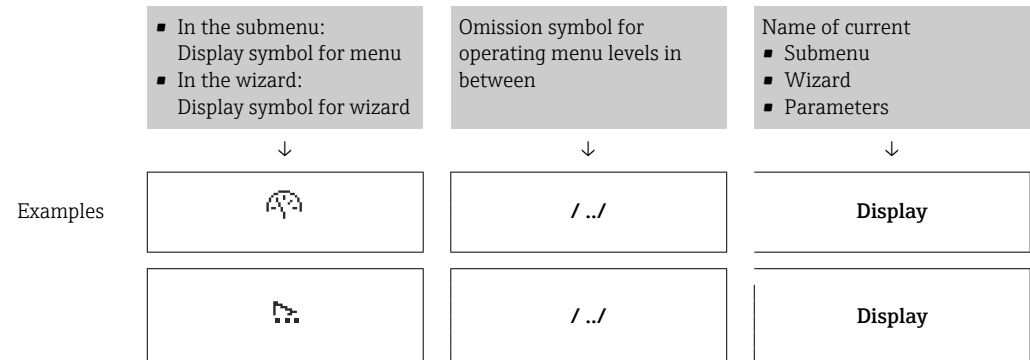 ▪ In the submenu:
Display symbol for menu
▪ In the wizard:
Display symbol for wizard
Omission symbol for
operating menu levels in
between
Name of current
▪ Submenu
▪ Wizard
▪ Parameters
↓ ↓ ↓
Examples
/ ../ Display
/ ../ Display